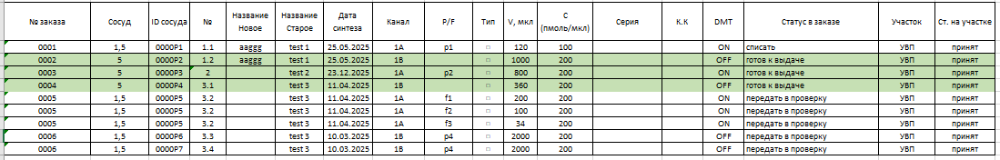 № заказа Сосуд ID сосуда № Название Новое Название Старое Дата синтеза Канал P/F Тип V, мкл C (пмоль/мкл) Серия К.К DMT Статус в заказе Участок Ст. на участке
0001 1,5 0000P1 1.1 aaggg test 1 25.05.2025 1A p1 120 100 ON списать УВП принят
0002 5 0000P2 1.2 aaggg test 1 25.05.2025 1B 1000 200 OFF готов к выдаче УВП принят
0003 5 0000P3 2 test 2 23.12.2025 1A p2 800 200 ON готов к выдаче УВП принят
0004 5 0000P4 3.1 test 3 11.04.2025 1B 360 200 OFF готов к выдаче УВП принят
0005 1,5 0000P5 3.2 test 3 11.04.2025 1A f1 200 200 ON передать в проверку УВП принят
0005 1,5 0000P5 3.2 test 3 11.04.2025 1A f2 100 200 ON передать в проверку УВП принят
0005 1,5 0000P5 3.2 test 3 11.04.2025 1A f3 34 200 ON передать в проверку УВП принят
0006 1,5 0000P6 3.3 test 3 10.03.2025 1B p4 2000 200 OFF передать в проверку УВП принят
0006 1,5 0000P7 3.4 test 3 10.03.2025 1B p4 2000 200 OFF передать в проверку УВП принят